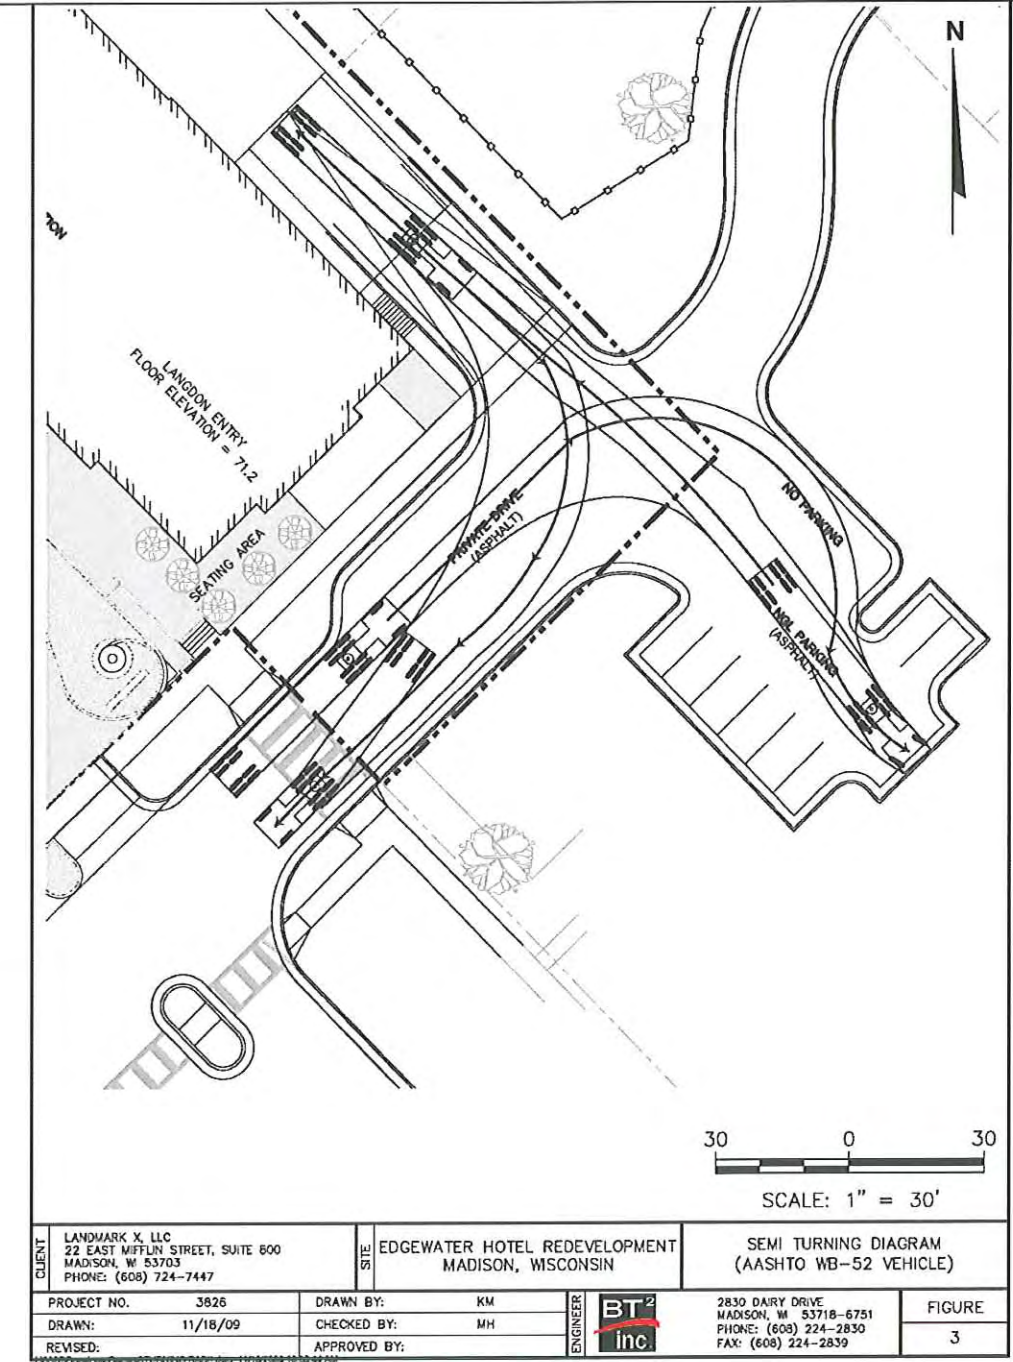 N
LANGDON ENTRY
FLOOR ELEVATION = 71.2
SEATING AREA
PRIVATE DRIVE
(ASPHALT)
NO PARKING
PARKING
(ASPHALT)
30 0 30
SCALE: 1" = 30'
CLIENT
LANDMARK X, LLC
22 EAST MIFFLIN STREET, SUITE 600
MADISON, WI 53703
PHONE: (608) 724-7447
SITE
EDGEWATER HOTEL REDEVELOPMENT
MADISON, WISCONSIN
SEMI TURNING DIAGRAM
(AASHTO WB-52 VEHICLE)
PROJECT NO. 3826
DRAWN: 11/18/09
REVISED:
DRAWN BY: KM
CHECKED BY: MH
APPROVED BY:
ENGINEER
BT² inc.
2830 DAIRY DRIVE
MADISON, WI 53718-6751
PHONE: (608) 224-2830
FAX: (608) 224-2839
FIGURE
3